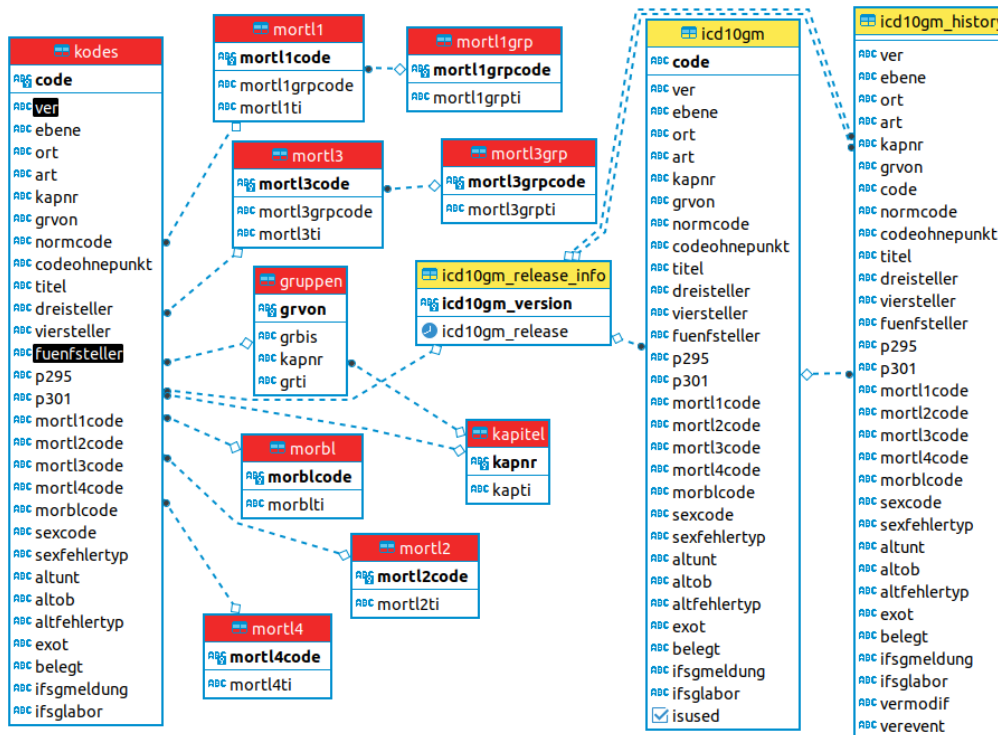 kodes
code
ver
ebene
ort
art
kapnr
grvon
normcode
codeohnepunkt
titel
dreisteller
viersteller
fuenfsteller
p295
p301
mortl1code
mortl2code
mortl3code
mortl4code
morblcode
sexcode
sexfehlertyp
altunt
altob
altfehlertyp
exot
belegt
ifsgmeldung
ifsglabor
mortl1
mortl1code
mortl1grpcode
mortl1ti
mortl1grp
mortl1grpcode
mortl1grpti
mortl3
mortl3code
mortl3grpcode
mortl3ti
mortl3grp
mortl3grpcode
mortl3grpti
gruppen
grvon
grbis
kapnr
grti
icd10gm_release_info
icd10gm_version
icd10gm_release
morbl
morblcode
morblti
kapitel
kapnr
kapti
mortl2
mortl2code
mortl2ti
mortl4
mortl4code
mortl4ti
icd10gm
code
ver
ebene
ort
art
kapnr
grvon
normcode
codeohnepunkt
titel
dreisteller
viersteller
fuenfsteller
p295
p301
mortl1code
mortl2code
mortl3code
mortl4code
morblcode
sexcode
sexfehlertyp
altunt
altob
altfehlertyp
exot
belegt
ifsgmeldung
ifsglabor
isused
icd10gm_history
ver
ebene
ort
art
kapnr
grvon
code
normcode
codeohnepunkt
titel
dreisteller
viersteller
fuenfsteller
p295
p301
mortl1code
mortl2code
mortl3code
mortl4code
morblcode
sexcode
sexfehlertyp
altunt
altob
altfehlertyp
exot
belegt
ifsgmeldung
ifsglabor
vermodif
verevent